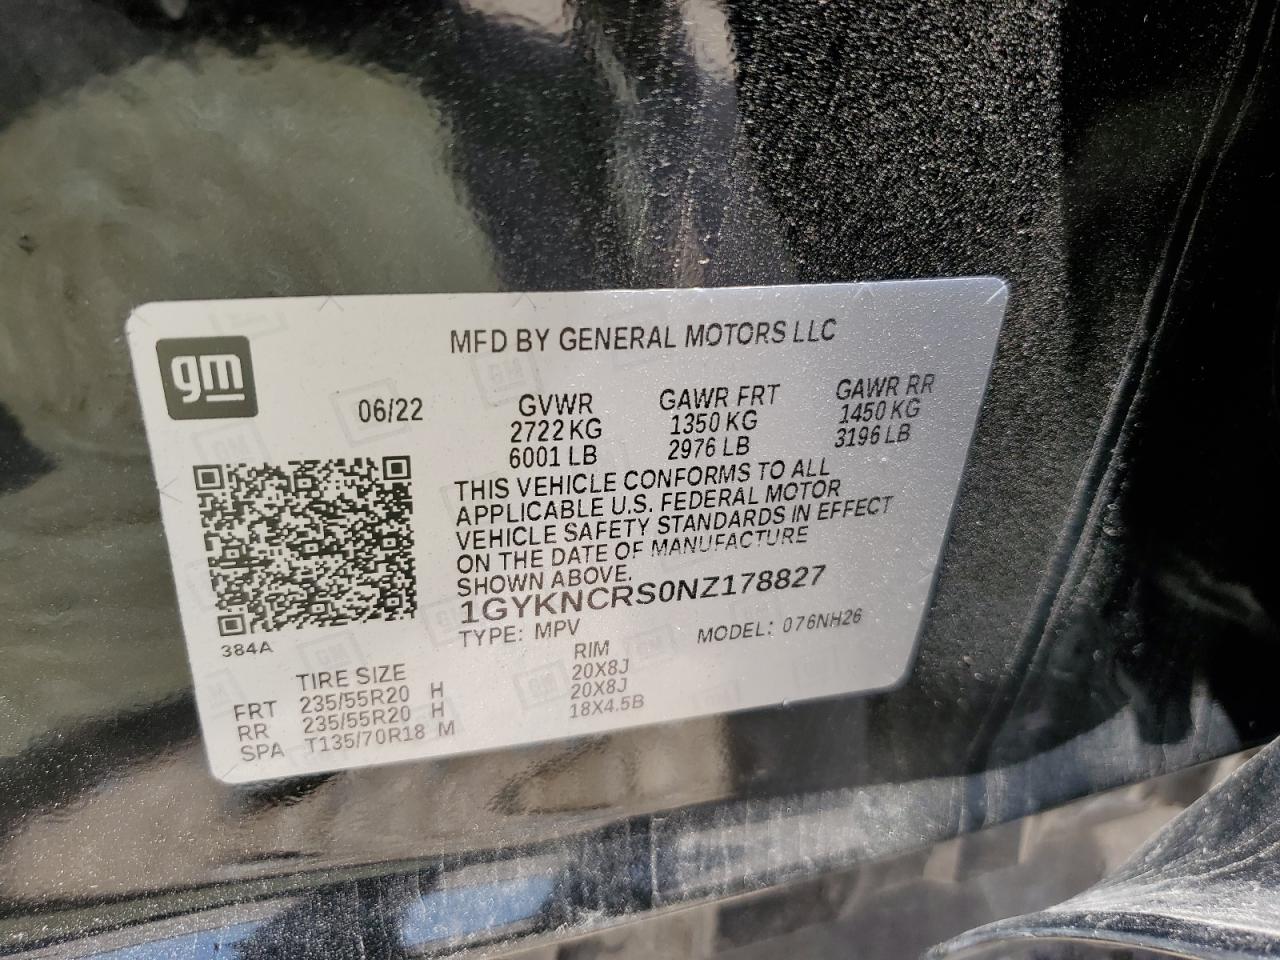 gm
MFD BY GENERAL MOTORS LLC
06/22
GVWR GAWR FRT GAWR RR
2722 KG 1350 KG 1450 KG
6001 LB 2976 LB 3196 LB
THIS VEHICLE CONFORMS TO ALL
APPLICABLE U.S. FEDERAL MOTOR
VEHICLE SAFETY STANDARDS IN EFFECT
ON THE DATE OF MANUFACTURE
SHOWN ABOVE.
1GYKNCRS0NZ178827
TYPE: MPV MODEL: 076NH26
384A
TIRE SIZE RIM
FRT 235/55R20 H 20X8J
RR 235/55R20 H 20X8J
SPA T135/70R18 M 18X4.5B